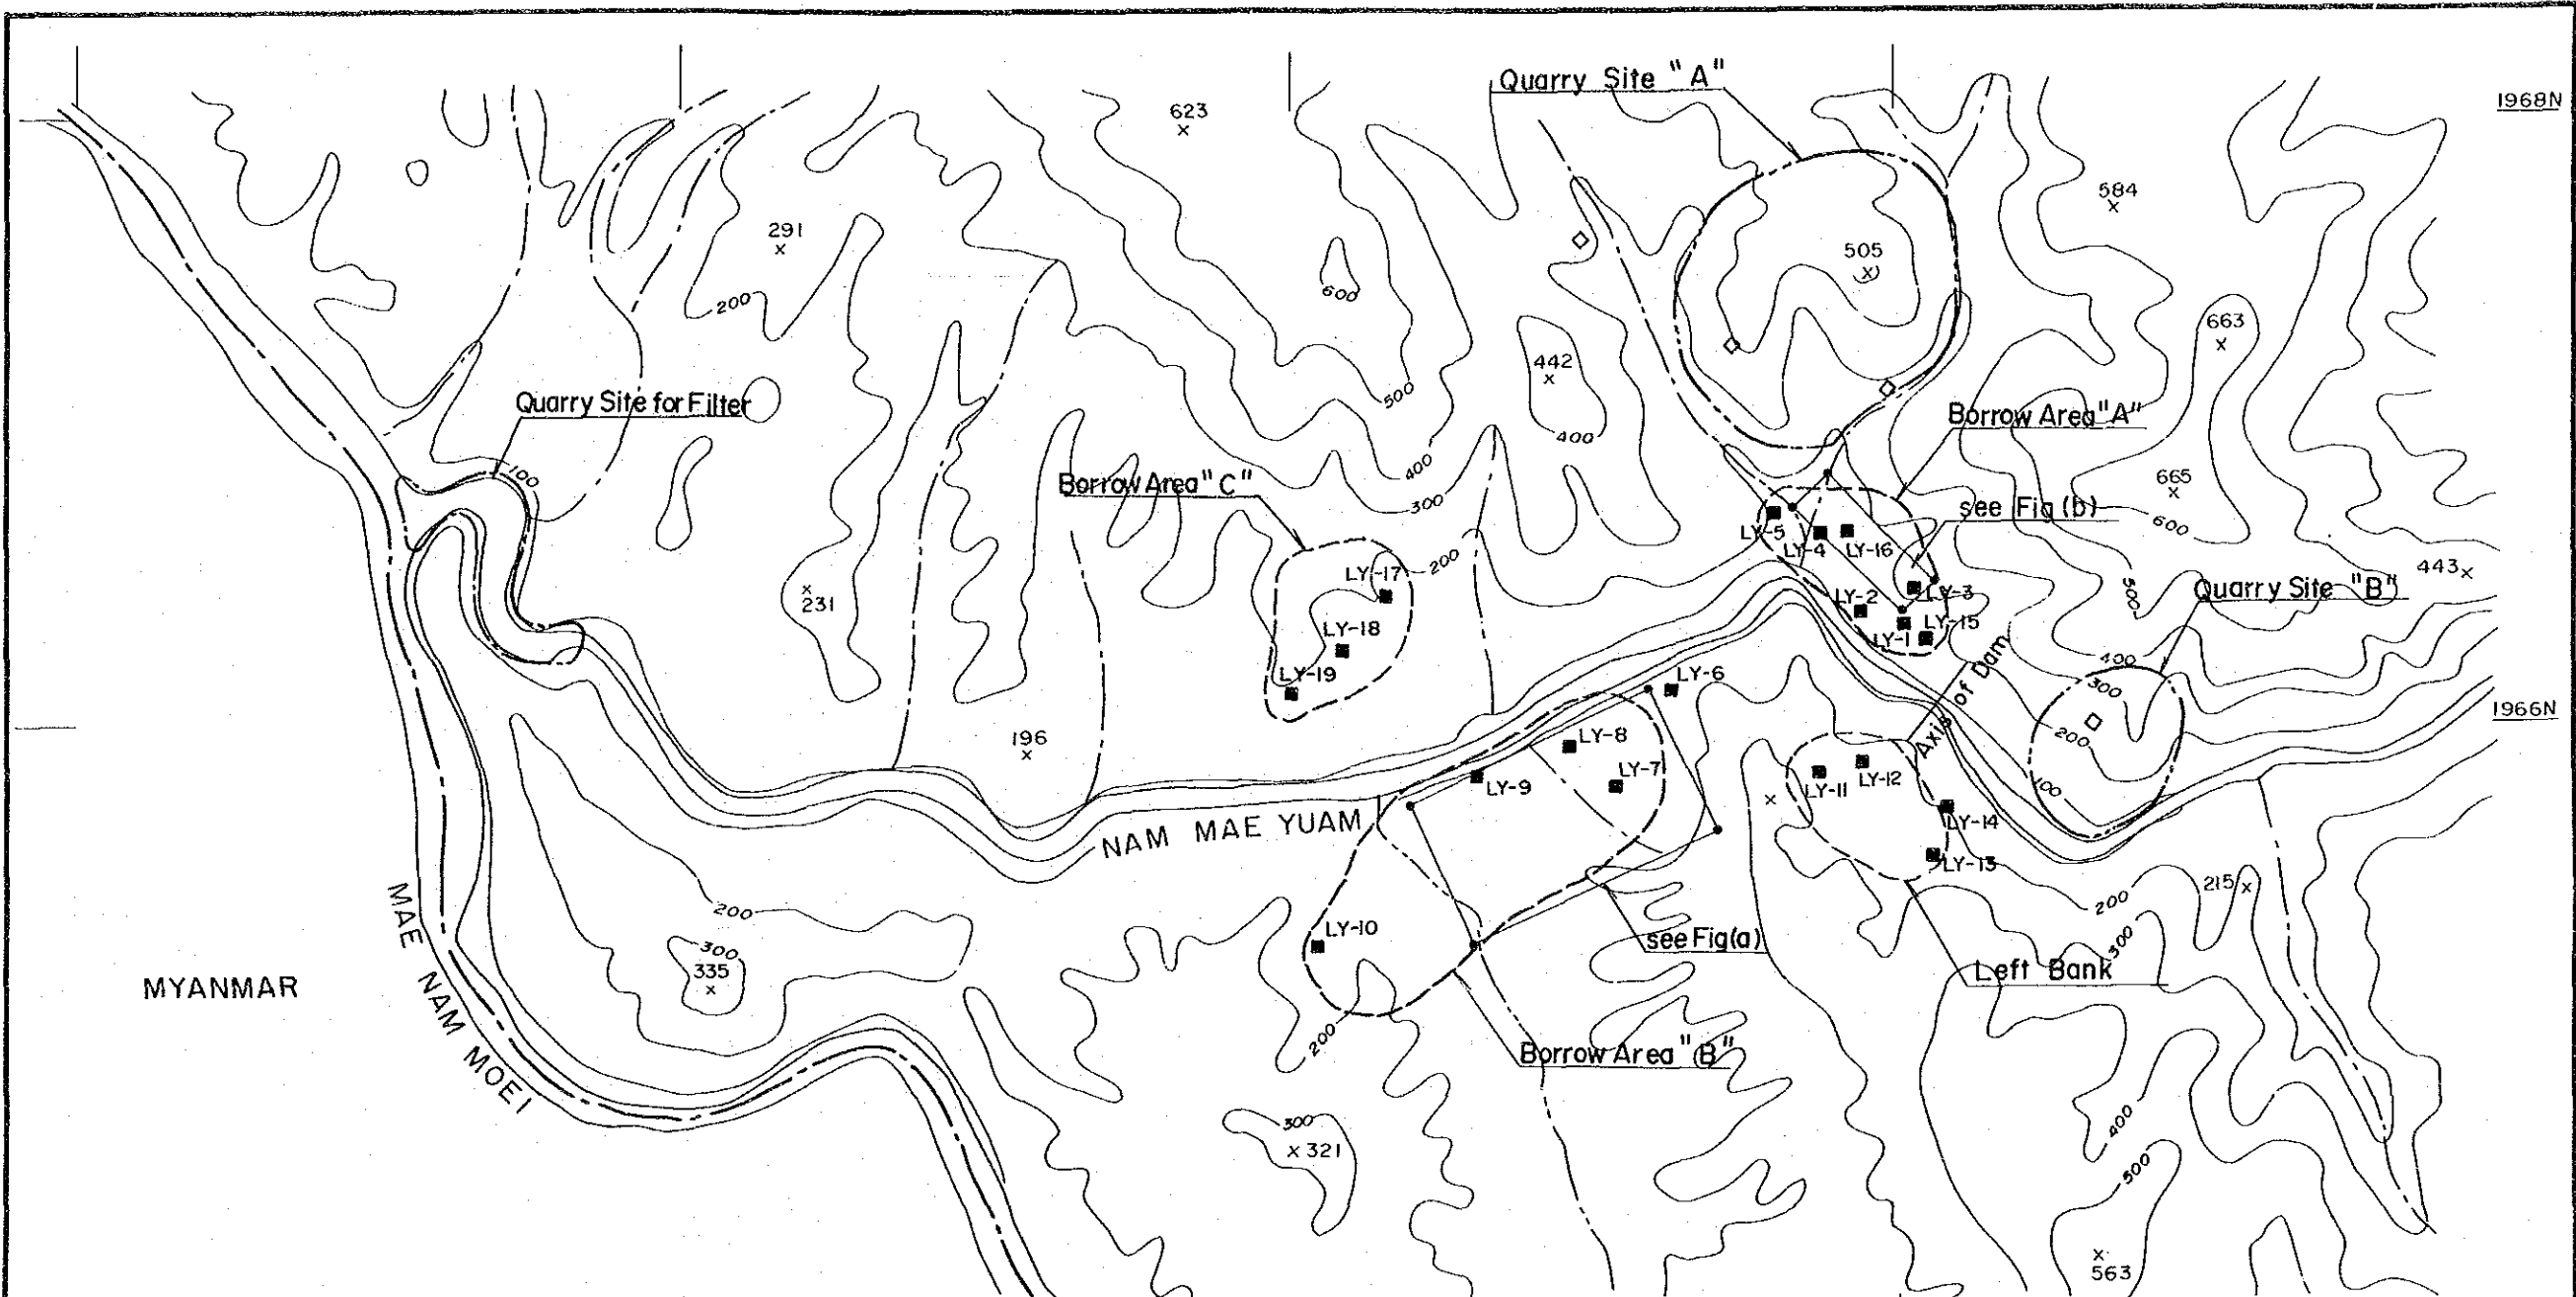 Quarry Site "A"
1968N
623
584
291
505
200
600
663
442
500
Quarry Site for Filter
Borrow Area "A"
400
400
665
100
Borrow Area "C"
300
see Fig (b)
600
LY-5
LY-4
LY-16
200
443
LY-17
500
Quarry Site "B"
231
LY-2
LY-3
LY-18
LY-1
LY-15
400
LY-19
LY-6
Axis of Dam
300
1966N
196
LY-8
200
LY-7
LY-9
LY-11
LY-12
100
NAM MAE YUAM
LY-14
LY-13
MAE NAM MOEI
200
215
200
LY-10
see Fig(a)
300
300
335
Left Bank
MYANMAR
200
Borrow Area "B"
300
321
400
500
563